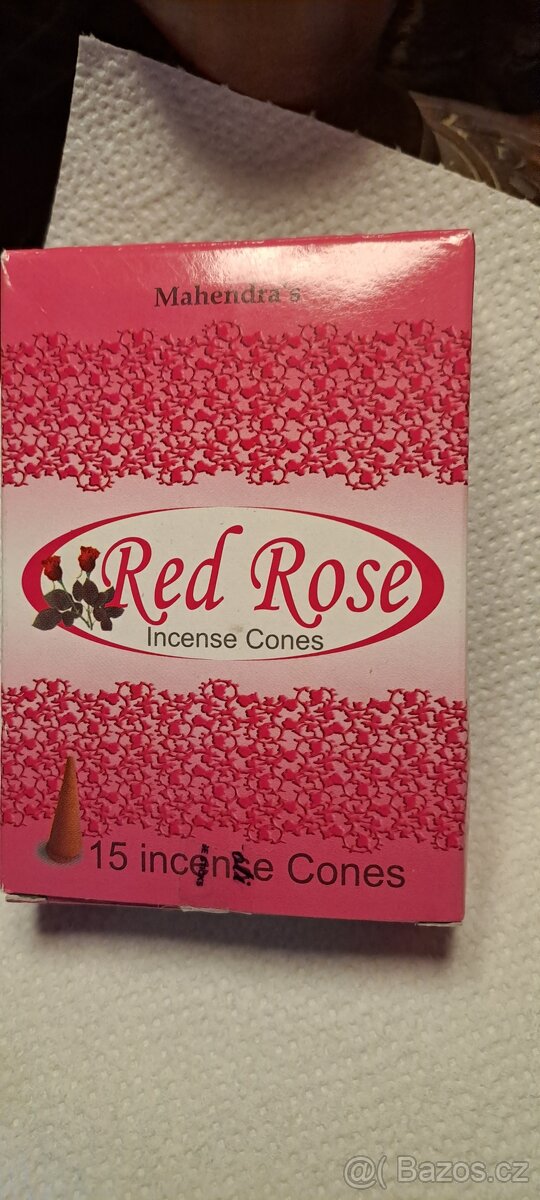 Mahendra's
Red Rose
Incense Cones
15 incense Cones
@( Bazos.cz